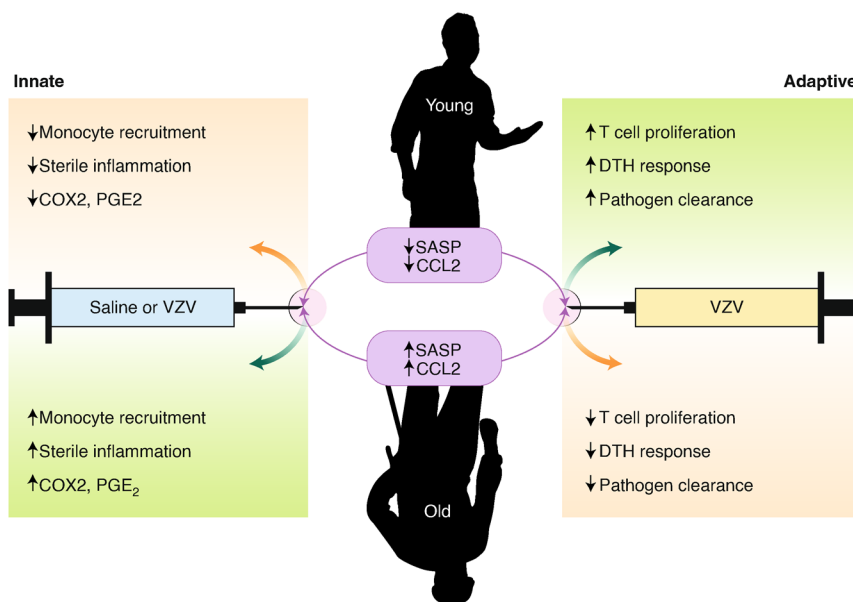 Innate
Adaptive
Young
↓Monocyte recruitment
↓Sterile inflammation
↓COX2, PGE2
↑T cell proliferation
↑DTH response
↑Pathogen clearance
↓SASP
↓CCL2
Saline or VZV
VZV
↑SASP
↑CCL2
↑Monocyte recruitment
↑Sterile inflammation
↑COX2, PGE₂
↓T cell proliferation
↓DTH response
↓Pathogen clearance
Old